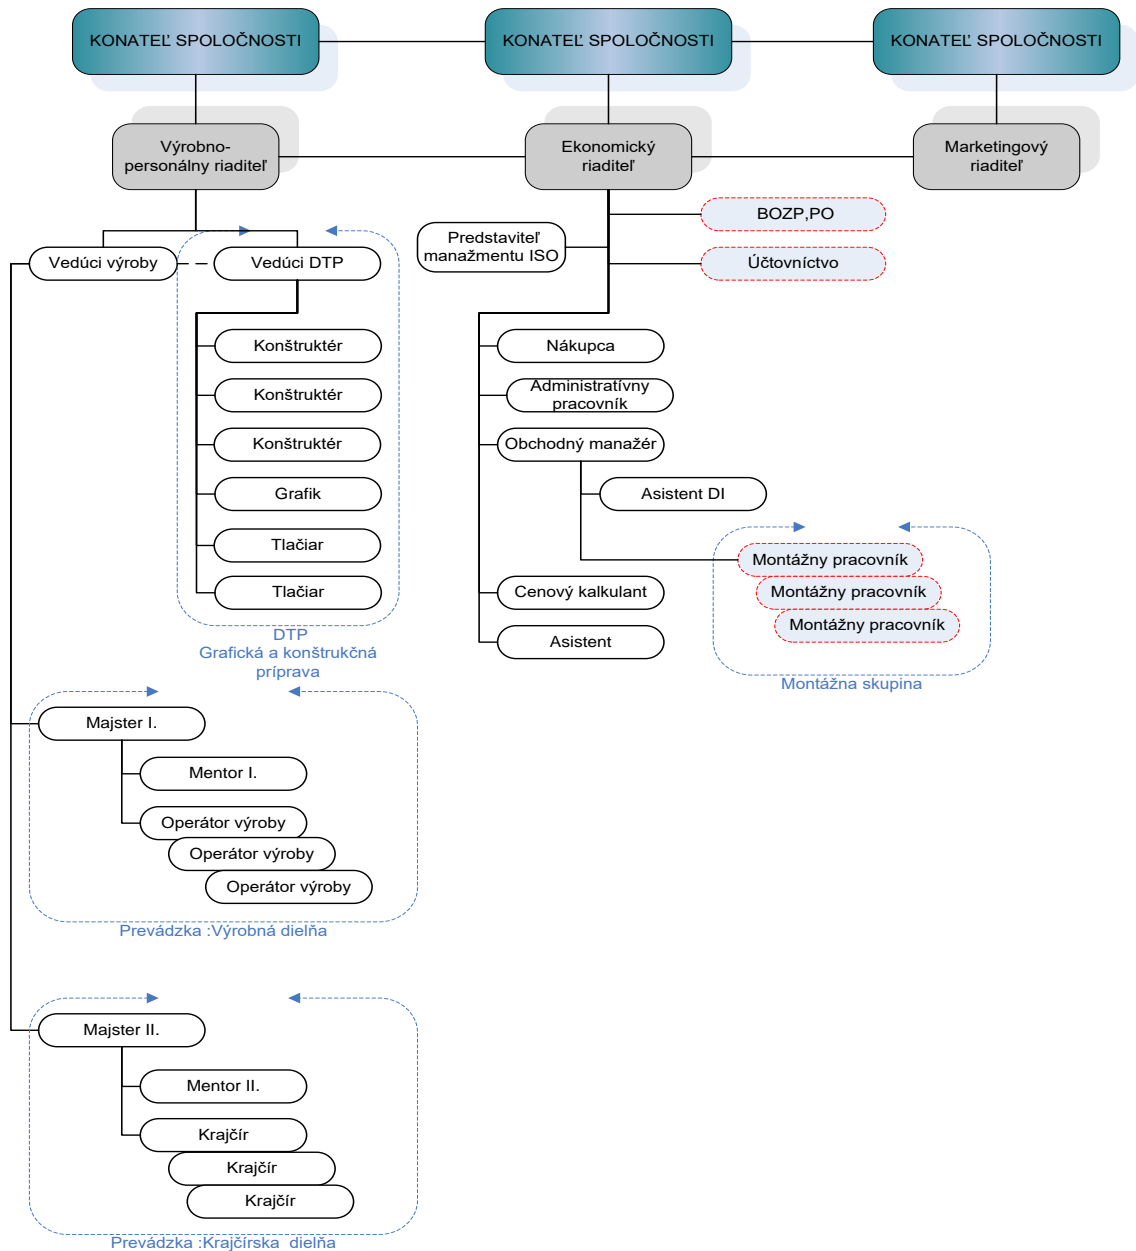 KONATEĽ SPOLOČNOSTI
KONATEĽ SPOLOČNOSTI
KONATEĽ SPOLOČNOSTI
Výrobno-
personálny riaditeľ
Ekonomický
riaditeľ
Marketingový
riaditeľ
BOZP,PO
Predstaviteľ
manažmentu ISO
Účtovníctvo
Vedúci výroby
Vedúci DTP
Konštruktér
Konštruktér
Konštruktér
Grafik
Tlačiar
Tlačiar
DTP
Grafická a konštrukčná
príprava
Nákupca
Administratívny
pracovník
Obchodný manažér
Asistent DI
Montážny pracovník
Montážny pracovník
Montážny pracovník
Montážna skupina
Cenový kalkulant
Asistent
Majster I.
Mentor I.
Operátor výroby
Operátor výroby
Operátor výroby
Prevádzka :Výrobná dielňa
Majster II.
Mentor II.
Krajčír
Krajčír
Krajčír
Prevádzka :Krajčírska  dielňa